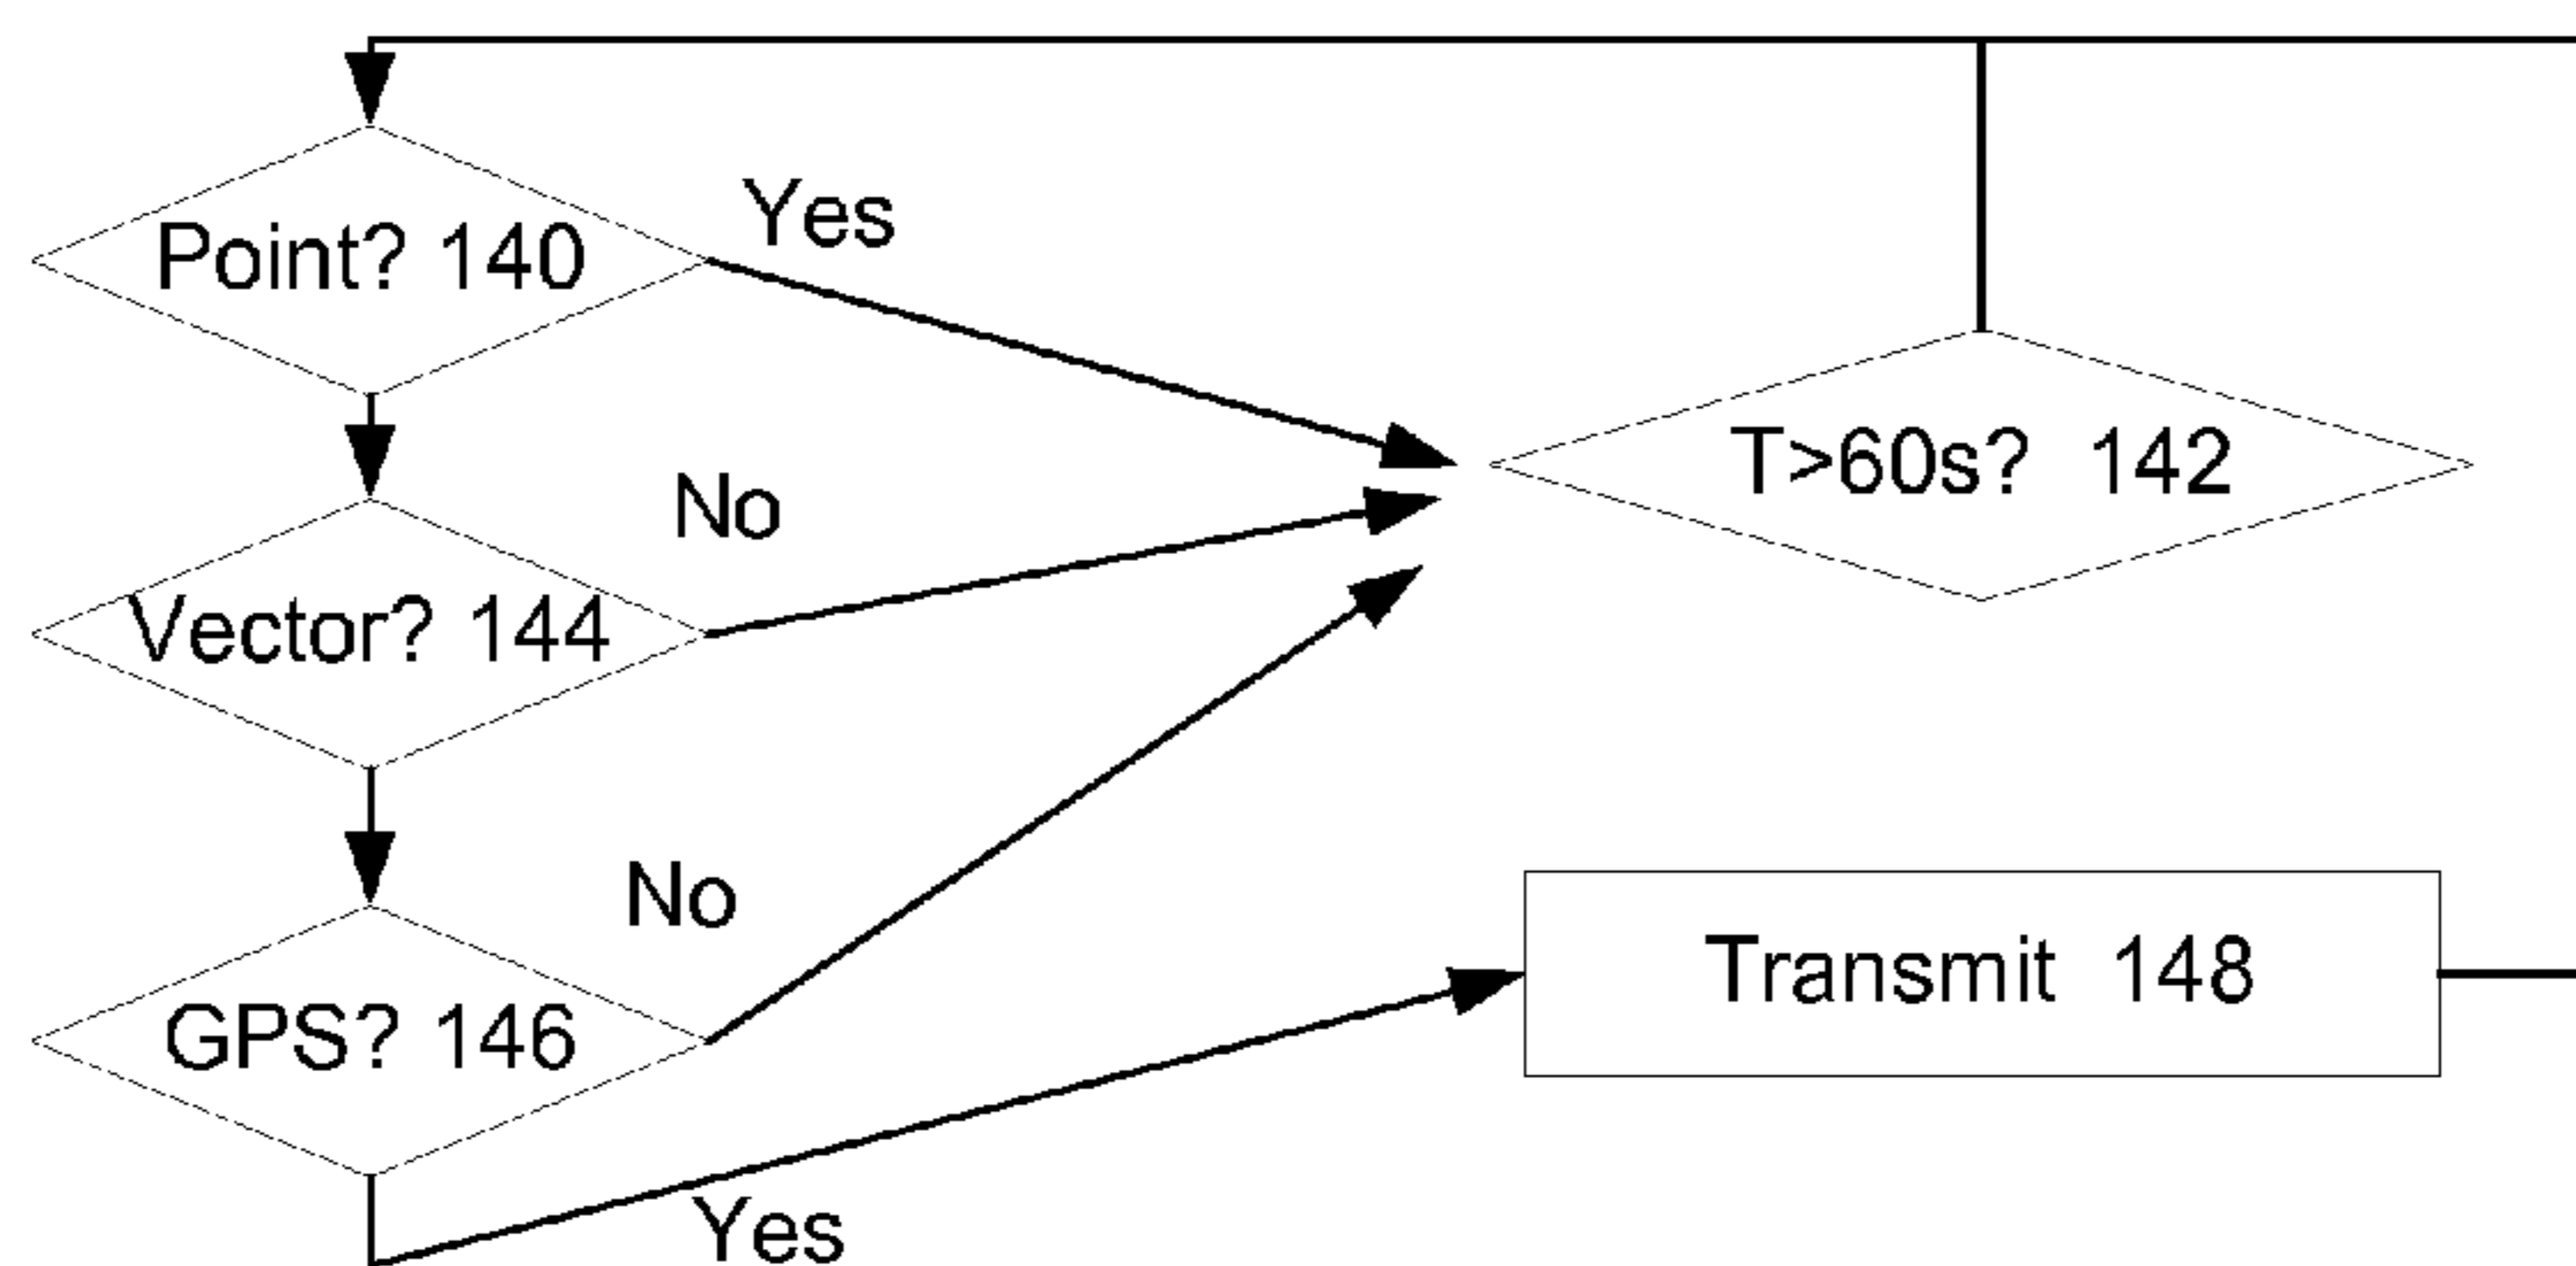 Point? 140
Yes
T>60s? 142
No
Vector? 144
No
GPS? 146
Transmit 148
Yes